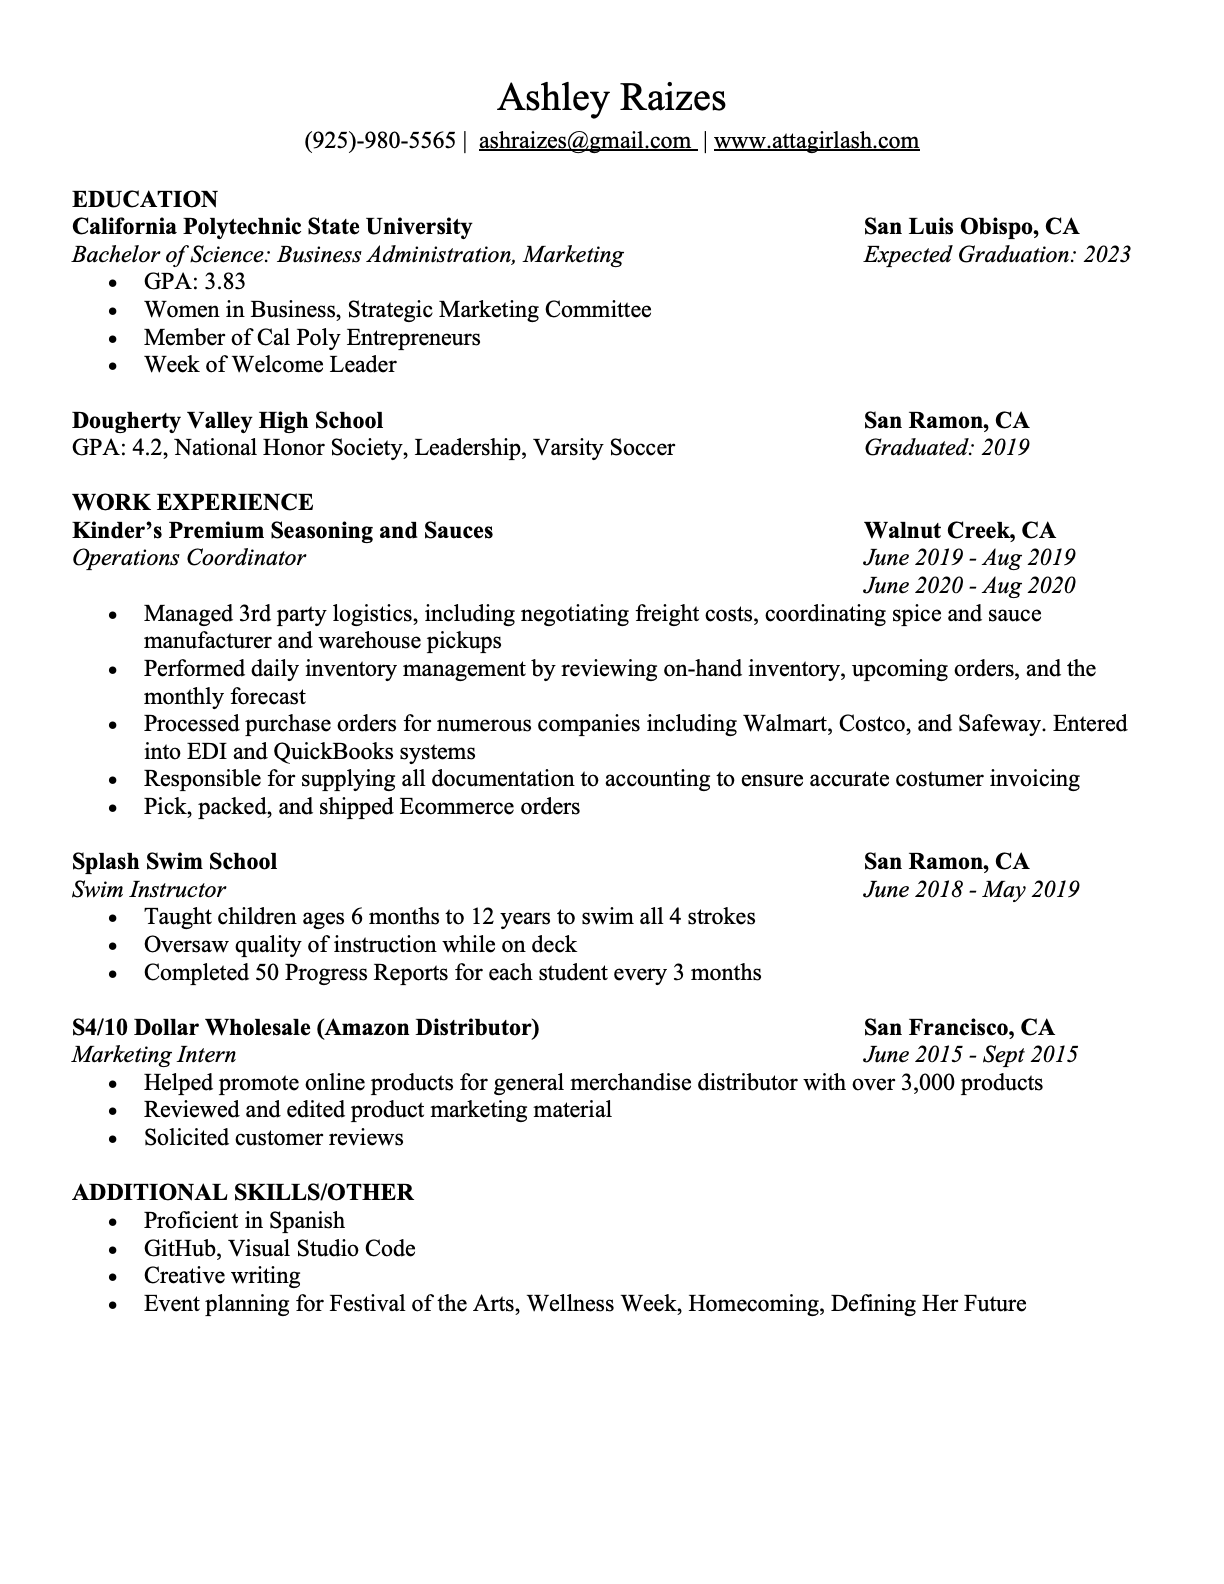 Ashley Raizes
(925)-980-5565 | ashraizes@gmail.com | www.attagirlash.com
EDUCATION
California Polytechnic State University San Luis Obispo, CA
Bachelor of Science: Business Administration, Marketing Expected Graduation: 2023
• GPA: 3.83
• Women in Business, Strategic Marketing Committee
• Member of Cal Poly Entrepreneurs
• Week of Welcome Leader
Dougherty Valley High School San Ramon, CA
GPA: 4.2, National Honor Society, Leadership, Varsity Soccer Graduated: 2019
WORK EXPERIENCE
Kinder’s Premium Seasoning and Sauces Walnut Creek, CA
Operations Coordinator June 2019 - Aug 2019
June 2020 - Aug 2020
• Managed 3rd party logistics, including negotiating freight costs, coordinating spice and sauce
manufacturer and warehouse pickups
• Performed daily inventory management by reviewing on-hand inventory, upcoming orders, and the
monthly forecast
• Processed purchase orders for numerous companies including Walmart, Costco, and Safeway. Entered
into EDI and QuickBooks systems
• Responsible for supplying all documentation to accounting to ensure accurate costumer invoicing
• Pick, packed, and shipped Ecommerce orders
Splash Swim School San Ramon, CA
Swim Instructor June 2018 - May 2019
• Taught children ages 6 months to 12 years to swim all 4 strokes
• Oversaw quality of instruction while on deck
• Completed 50 Progress Reports for each student every 3 months
S4/10 Dollar Wholesale (Amazon Distributor) San Francisco, CA
Marketing Intern June 2015 - Sept 2015
• Helped promote online products for general merchandise distributor with over 3,000 products
• Reviewed and edited product marketing material
• Solicited customer reviews
ADDITIONAL SKILLS/OTHER
• Proficient in Spanish
• GitHub, Visual Studio Code
• Creative writing
• Event planning for Festival of the Arts, Wellness Week, Homecoming, Defining Her Future